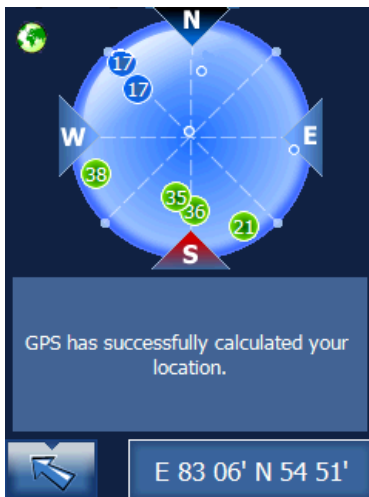 N
17
17
W
E
38
35
36
21
S
GPS has successfully calculated your
location.
E 83 06' N 54 51'